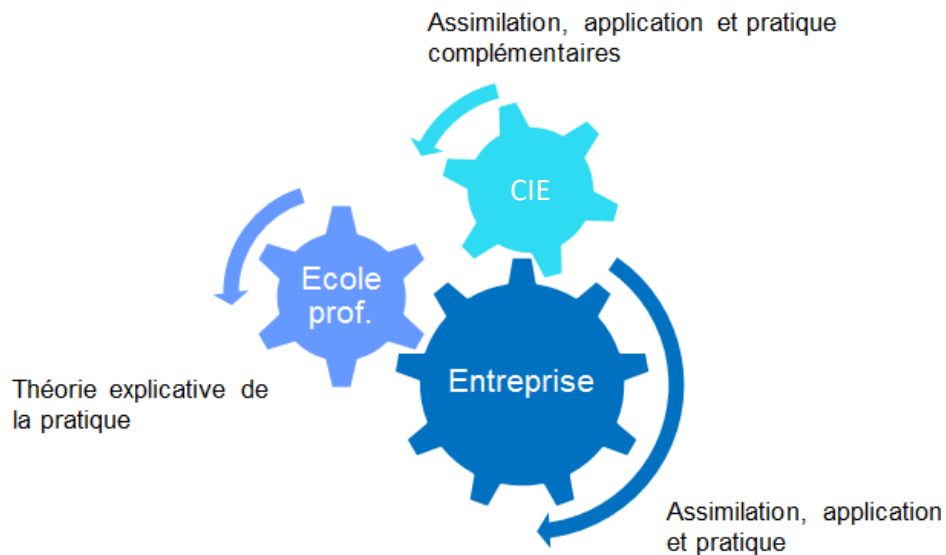 Assimilation, application et pratique
complémentaires
CIE
Ecole
prof.
Entreprise
Théorie explicative de
la pratique
Assimilation, application
et pratique